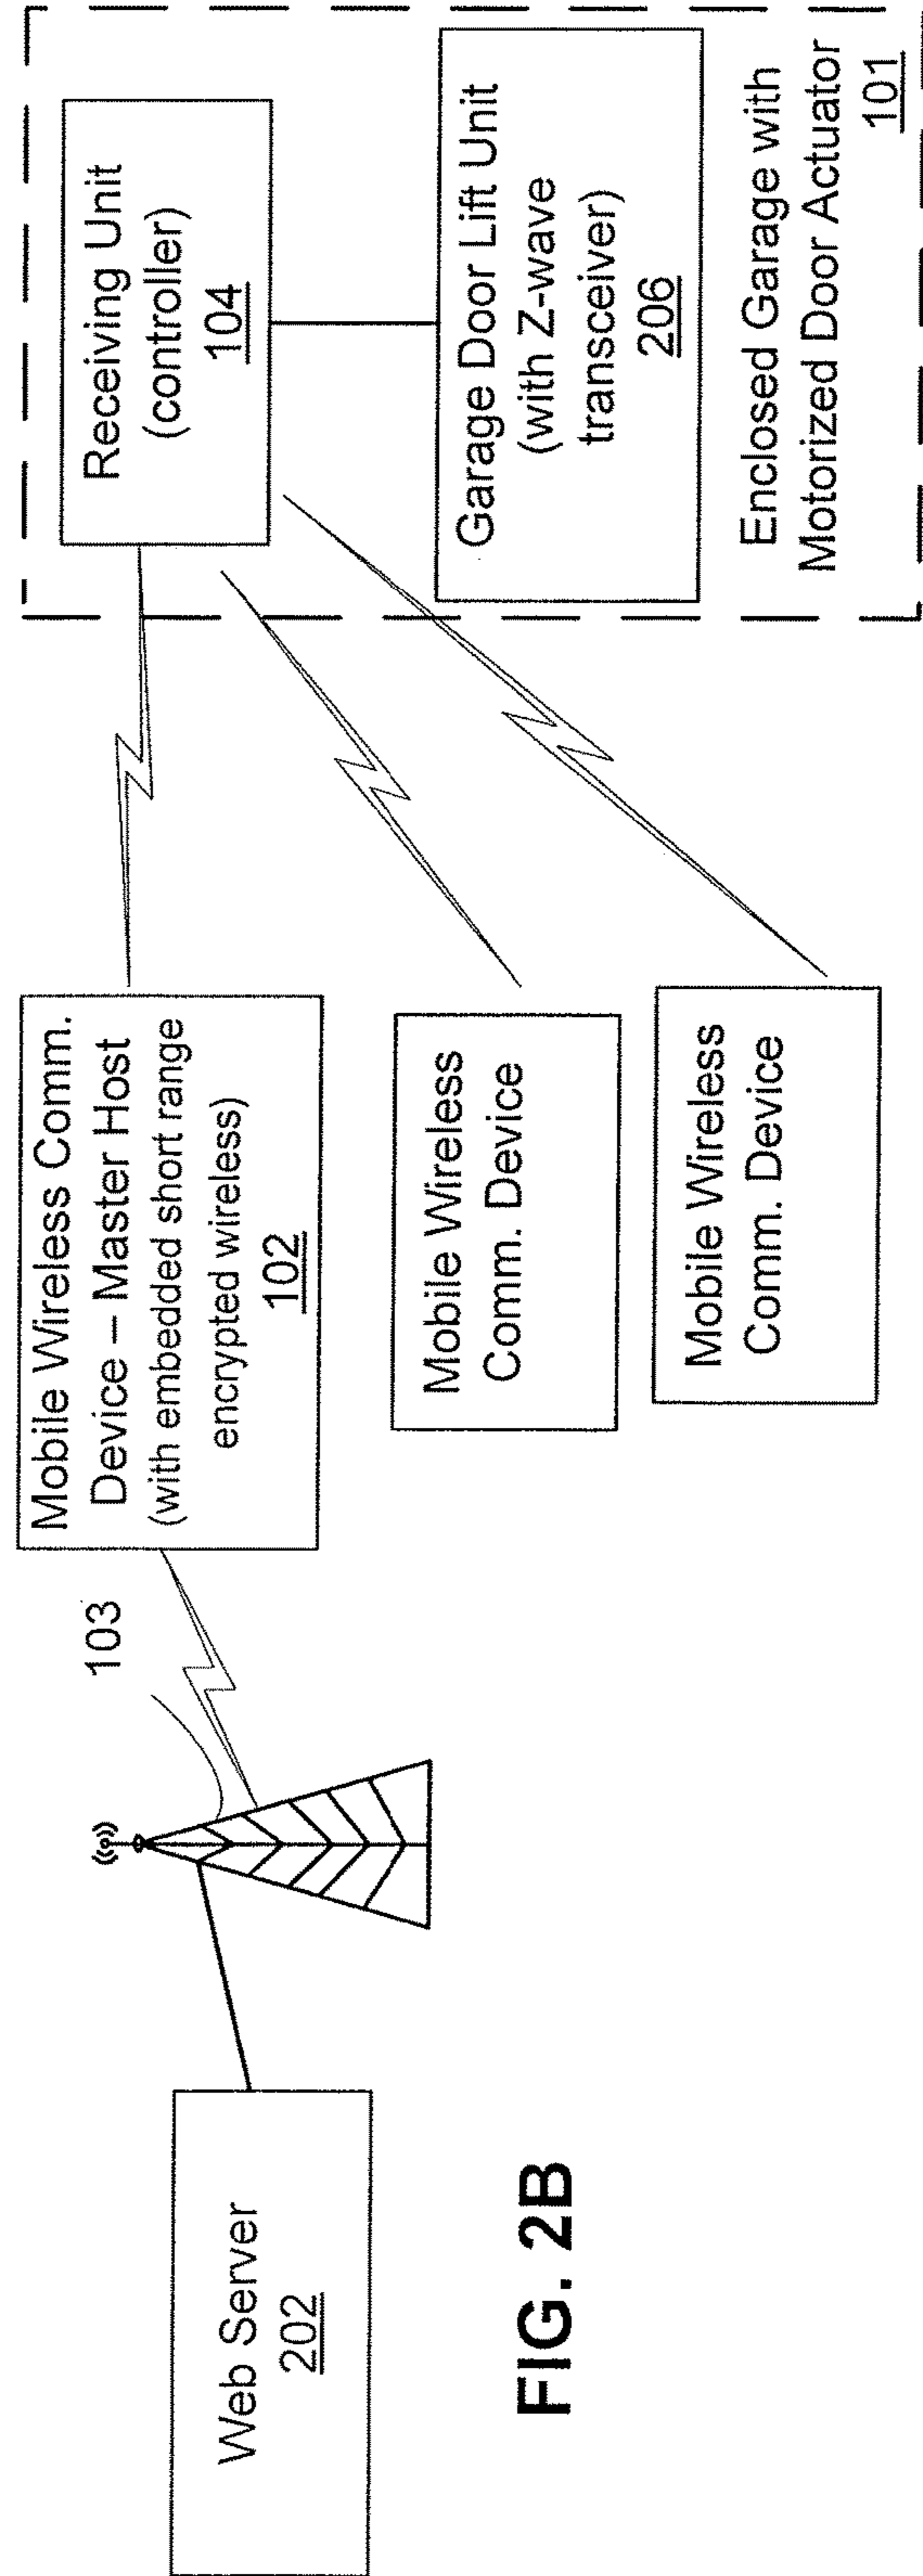 Web Server
202
103
Mobile Wireless Comm.
Device – Master Host
(with embedded short range
encrypted wireless)
102
Mobile Wireless
Comm. Device
Mobile Wireless
Comm. Device
Receiving Unit
(controller)
104
Garage Door Lift Unit
(with Z-wave
transceiver)
206
Enclosed Garage with
Motorized Door Actuator
101
FIG. 2B